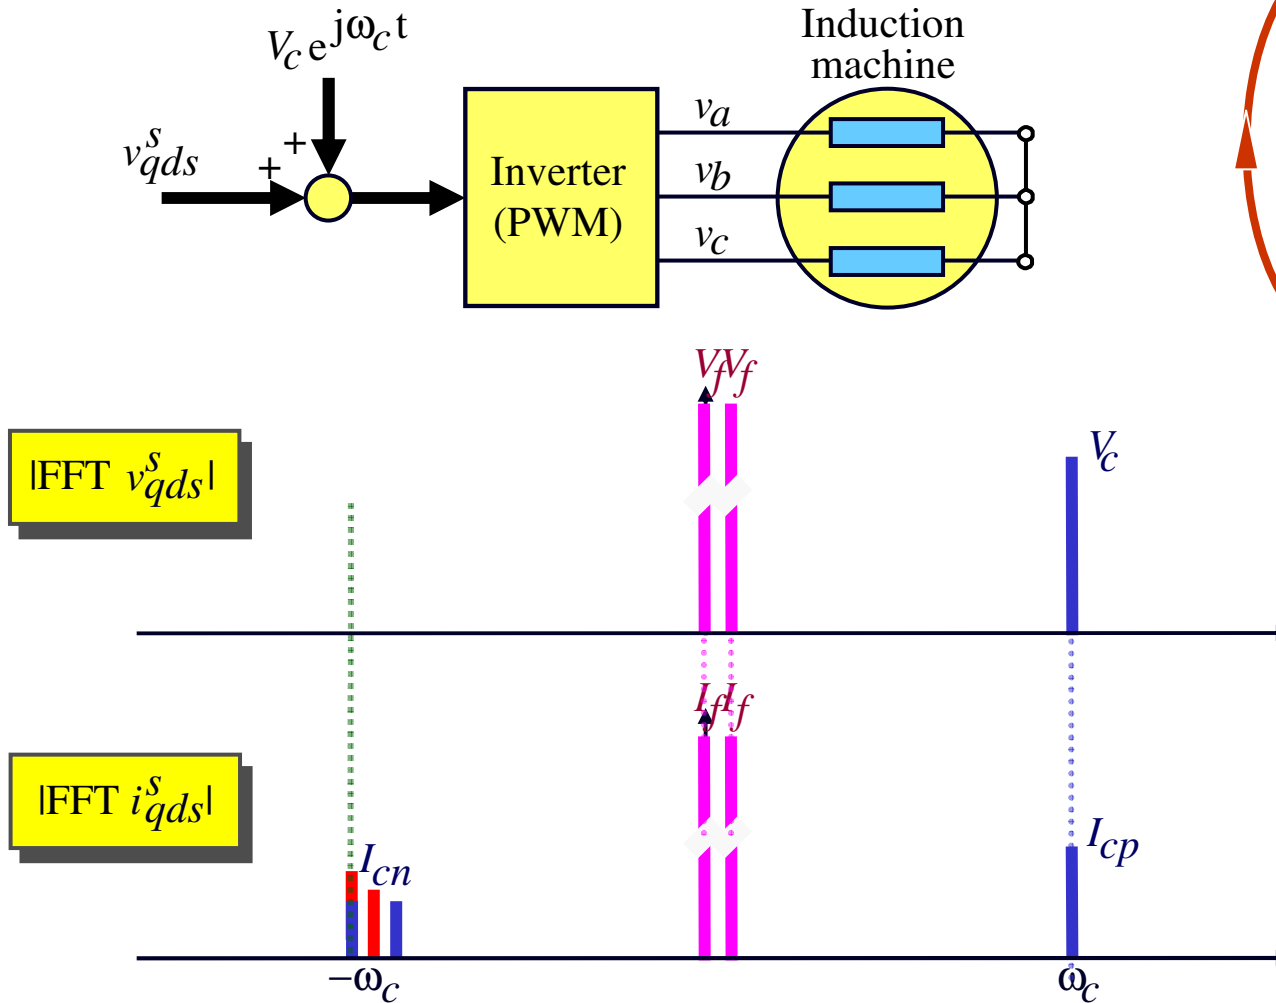 V_c e^{jω_c t}
Induction
machine
v^s_{qds}
+
+
Inverter
(PWM)
v_a
v_b
v_c
V_f V_f
|FFT v^s_{qds}|
V_c
I_f I_f
|FFT i^s_{qds}|
I_{cn}
I_{cp}
−ω_c
ω_c